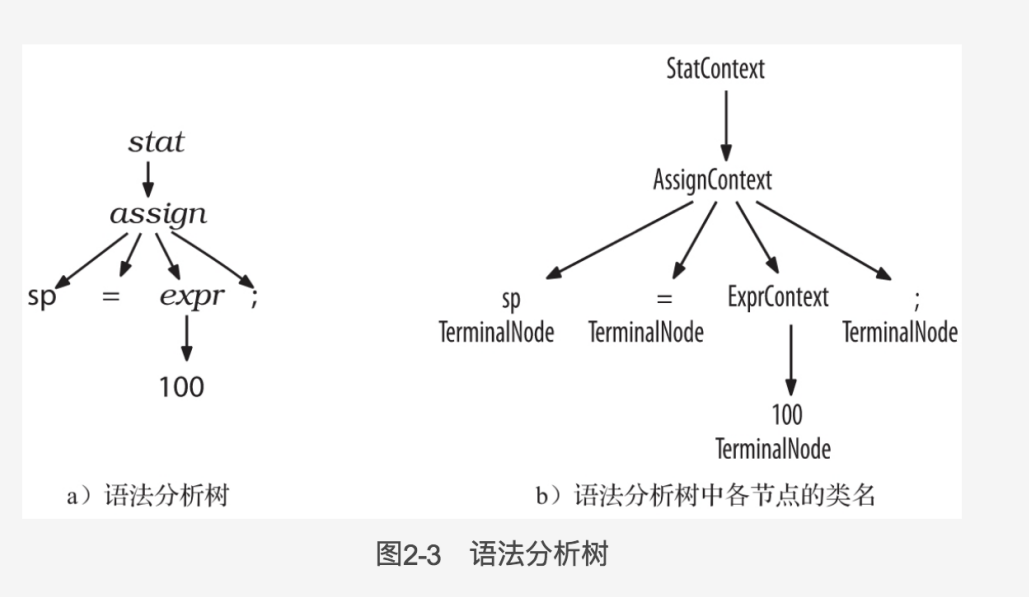 stat
assign
sp = expr ;
100
a）语法分析树
StatContext
AssignContext
sp = ExprContext ;
TerminalNode TerminalNode TerminalNode
100
TerminalNode
b）语法分析树中各节点的类名
图2-3 语法分析树